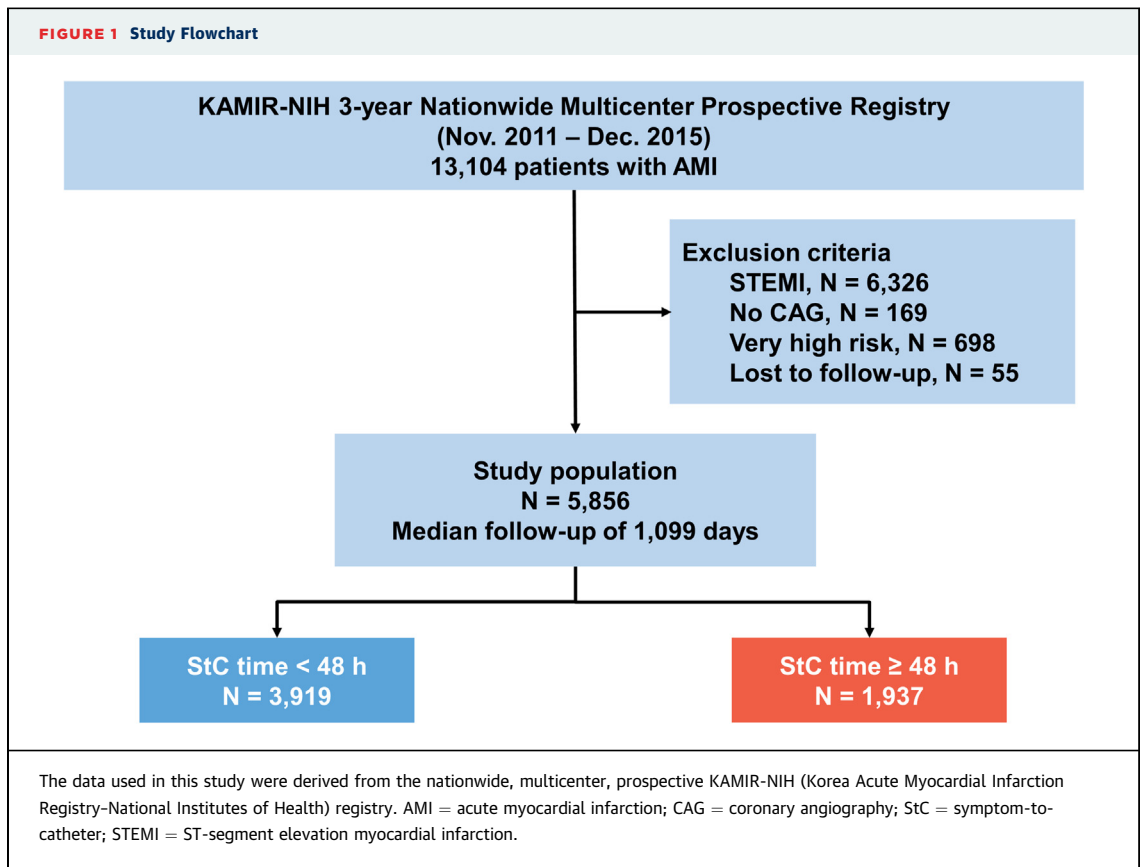 FIGURE 1 Study Flowchart
KAMIR-NIH 3-year Nationwide Multicenter Prospective Registry
(Nov. 2011 – Dec. 2015)
13,104 patients with AMI
Exclusion criteria
STEMI, N = 6,326
No CAG, N = 169
Very high risk, N = 698
Lost to follow-up, N = 55
Study population
N = 5,856
Median follow-up of 1,099 days
StC time < 48 h
N = 3,919
StC time ≥ 48 h
N = 1,937
The data used in this study were derived from the nationwide, multicenter, prospective KAMIR-NIH (Korea Acute Myocardial Infarction
Registry–National Institutes of Health) registry. AMI = acute myocardial infarction; CAG = coronary angiography; StC = symptom-to-
catheter; STEMI = ST-segment elevation myocardial infarction.